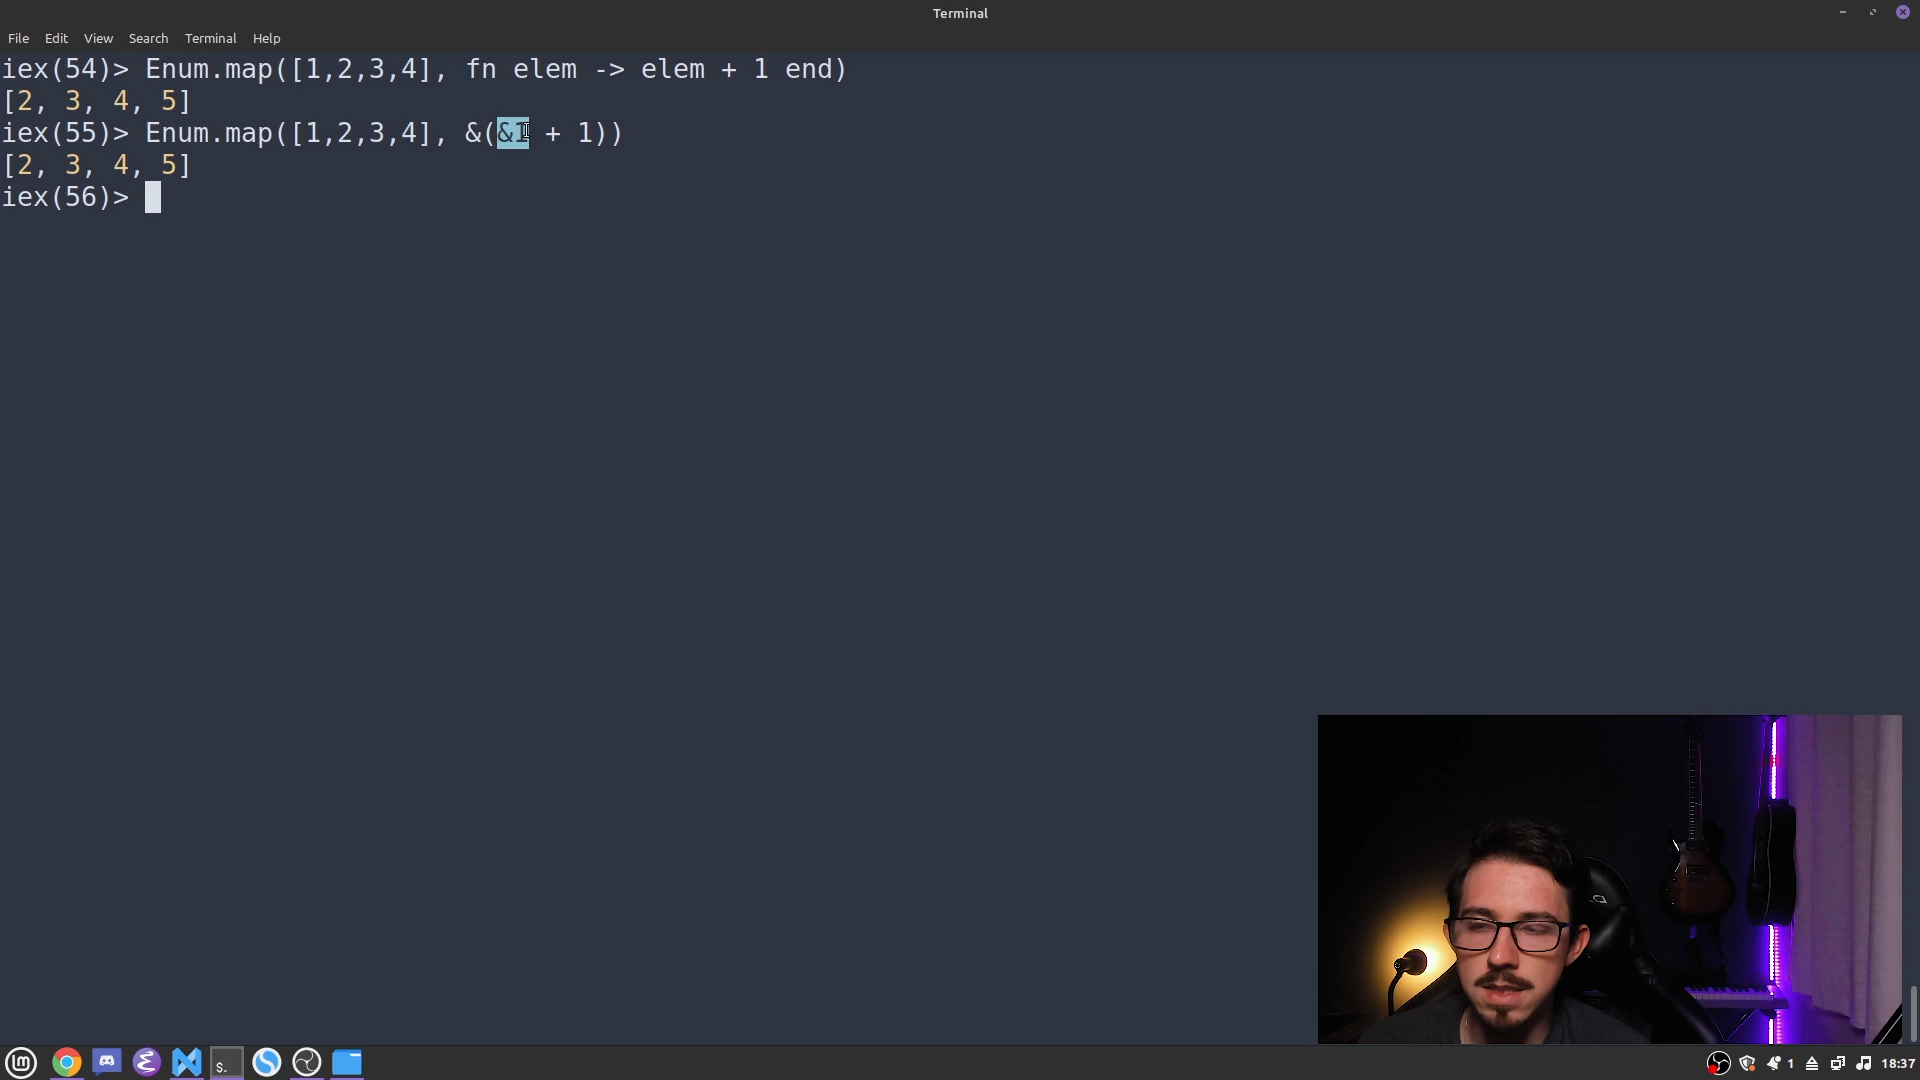 Terminal
File Edit View Search Terminal Help
iex(54)> Enum.map([1,2,3,4], fn elem -> elem + 1 end)
[2, 3, 4, 5]
iex(55)> Enum.map([1,2,3,4], &(&1 + 1))
[2, 3, 4, 5]
iex(56)>
$.
1
18:37